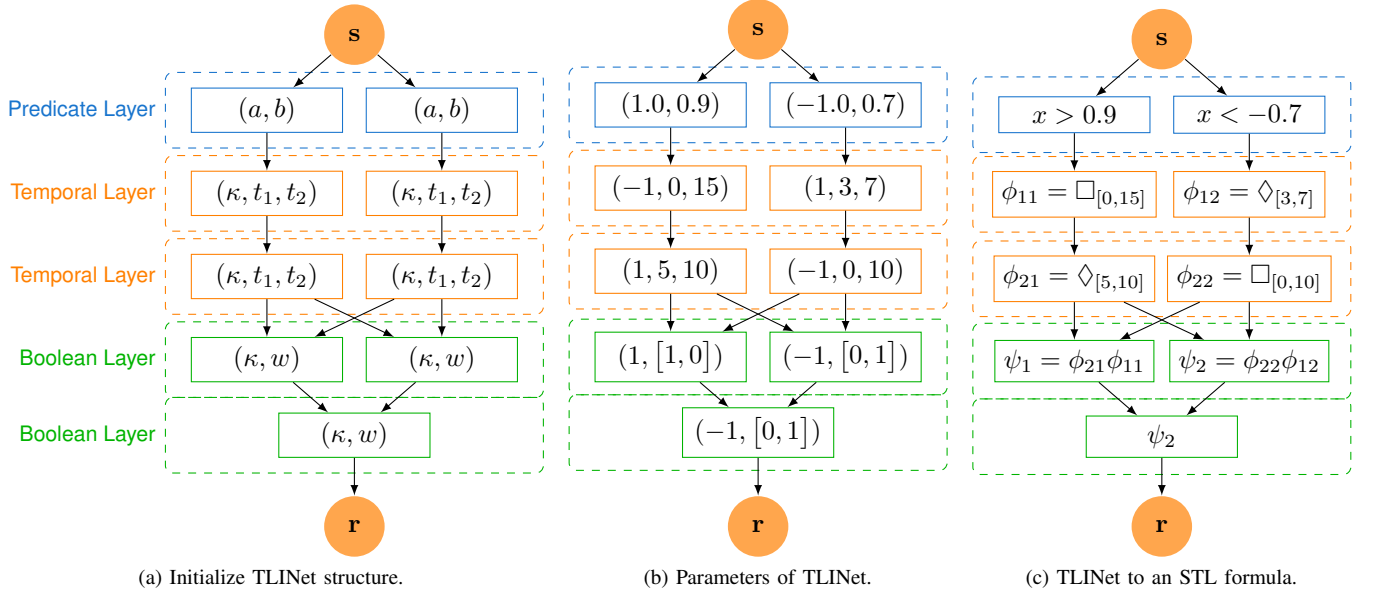 s
s
s
Predicate Layer
(a, b)
(a, b)
(1.0, 0.9)
(−1.0, 0.7)
x > 0.9
x < −0.7
Temporal Layer
(κ, t₁, t₂)
(κ, t₁, t₂)
(−1, 0, 15)
(1, 3, 7)
ϕ₁₁ = □[0,15]
ϕ₁₂ = ◊[3,7]
Temporal Layer
(κ, t₁, t₂)
(κ, t₁, t₂)
(1, 5, 10)
(−1, 0, 10)
ϕ₂₁ = ◊[5,10]
ϕ₂₂ = □[0,10]
Boolean Layer
(κ, w)
(κ, w)
(1, [1, 0])
(−1, [0, 1])
ψ₁ = ϕ₂₁ϕ₁₁
ψ₂ = ϕ₂₂ϕ₁₂
Boolean Layer
(κ, w)
(−1, [0, 1])
ψ₂
r
r
r
(a) Initialize TLINet structure.
(b) Parameters of TLINet.
(c) TLINet to an STL formula.